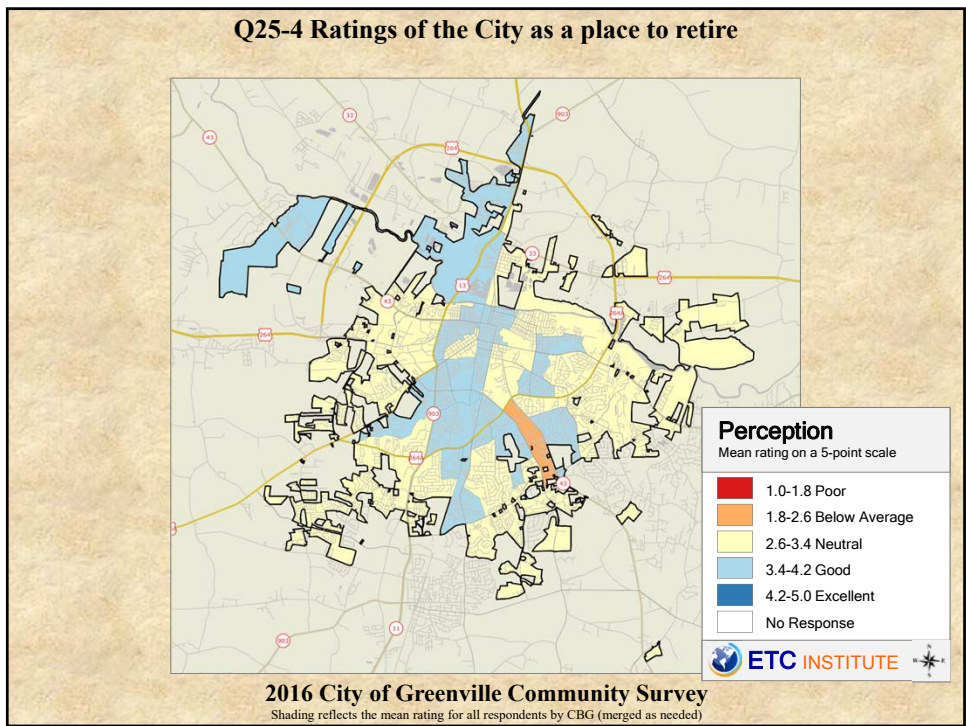 Q25-4 Ratings of the City as a place to retire
903
33
43
264
33
264
13
43
264A
264
903
264A
43
11
903
Perception
Mean rating on a 5-point scale
1.0-1.8 Poor
1.8-2.6 Below Average
2.6-3.4 Neutral
3.4-4.2 Good
4.2-5.0 Excellent
No Response
ETC INSTITUTE
N
W E
S
2016 City of Greenville Community Survey
Shading reflects the mean rating for all respondents by CBG (merged as needed)